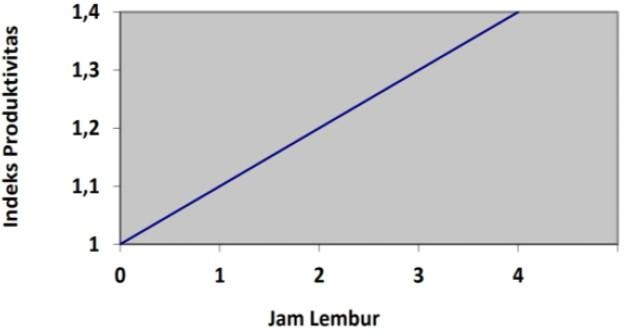 Indeks Produktivitas
1,4
1,3
1,2
1,1
1
0 1 2 3 4
Jam Lembur